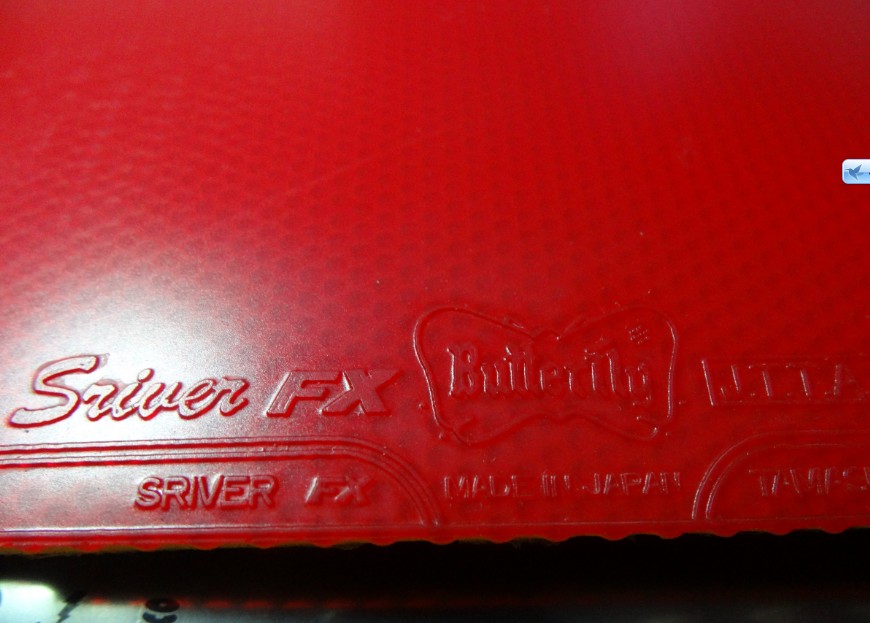 Sriver FX Butterfly J.T.T.A.
SRIVER FX MADE IN JAPAN